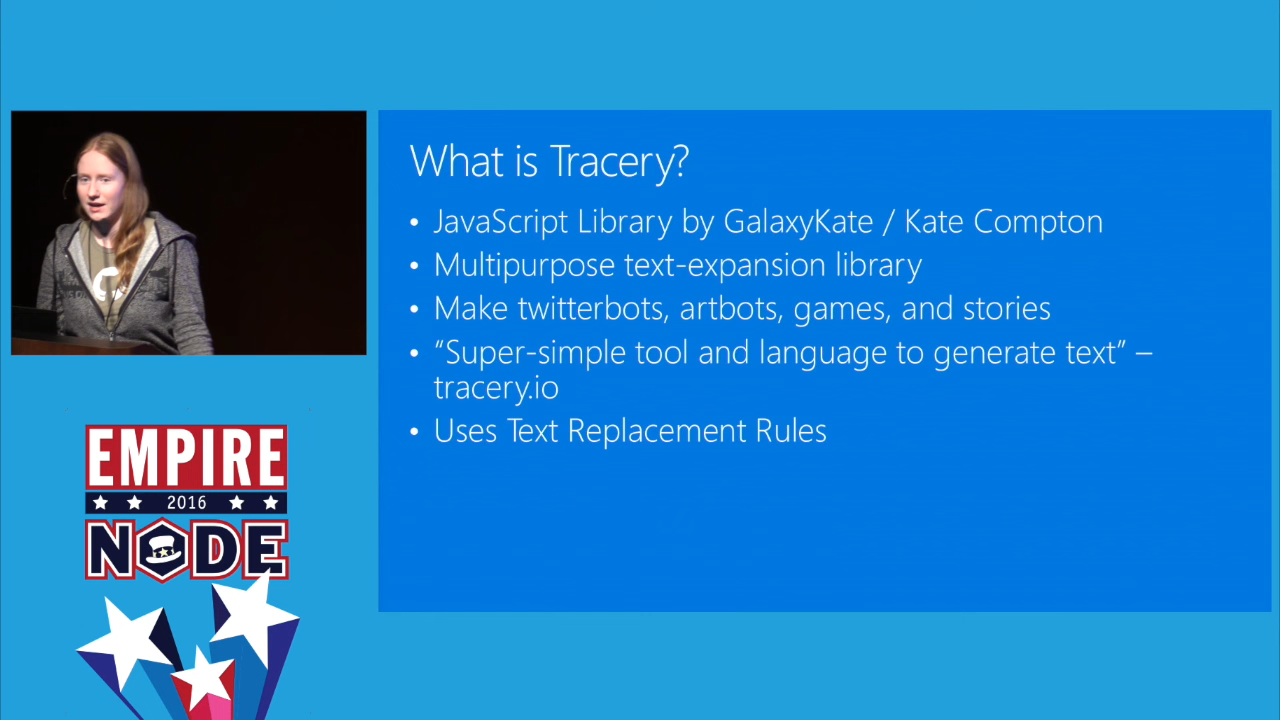 What is Tracery?
• JavaScript Library by GalaxyKate / Kate Compton
• Multipurpose text-expansion library
• Make twitterbots, artbots, games, and stories
• “Super-simple tool and language to generate text” –
tracery.io
• Uses Text Replacement Rules
EMPIRE
2016
NODE